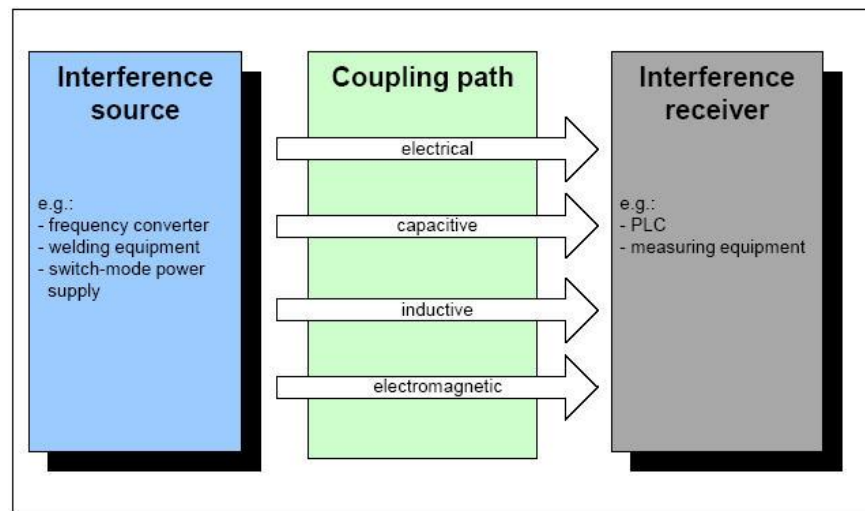 Interference
source
e.g.:
- frequency converter
- welding equipment
- switch-mode power
supply
Coupling path
electrical
capacitive
inductive
electromagnetic
Interference
receiver
e.g.:
- PLC
- measuring equipment